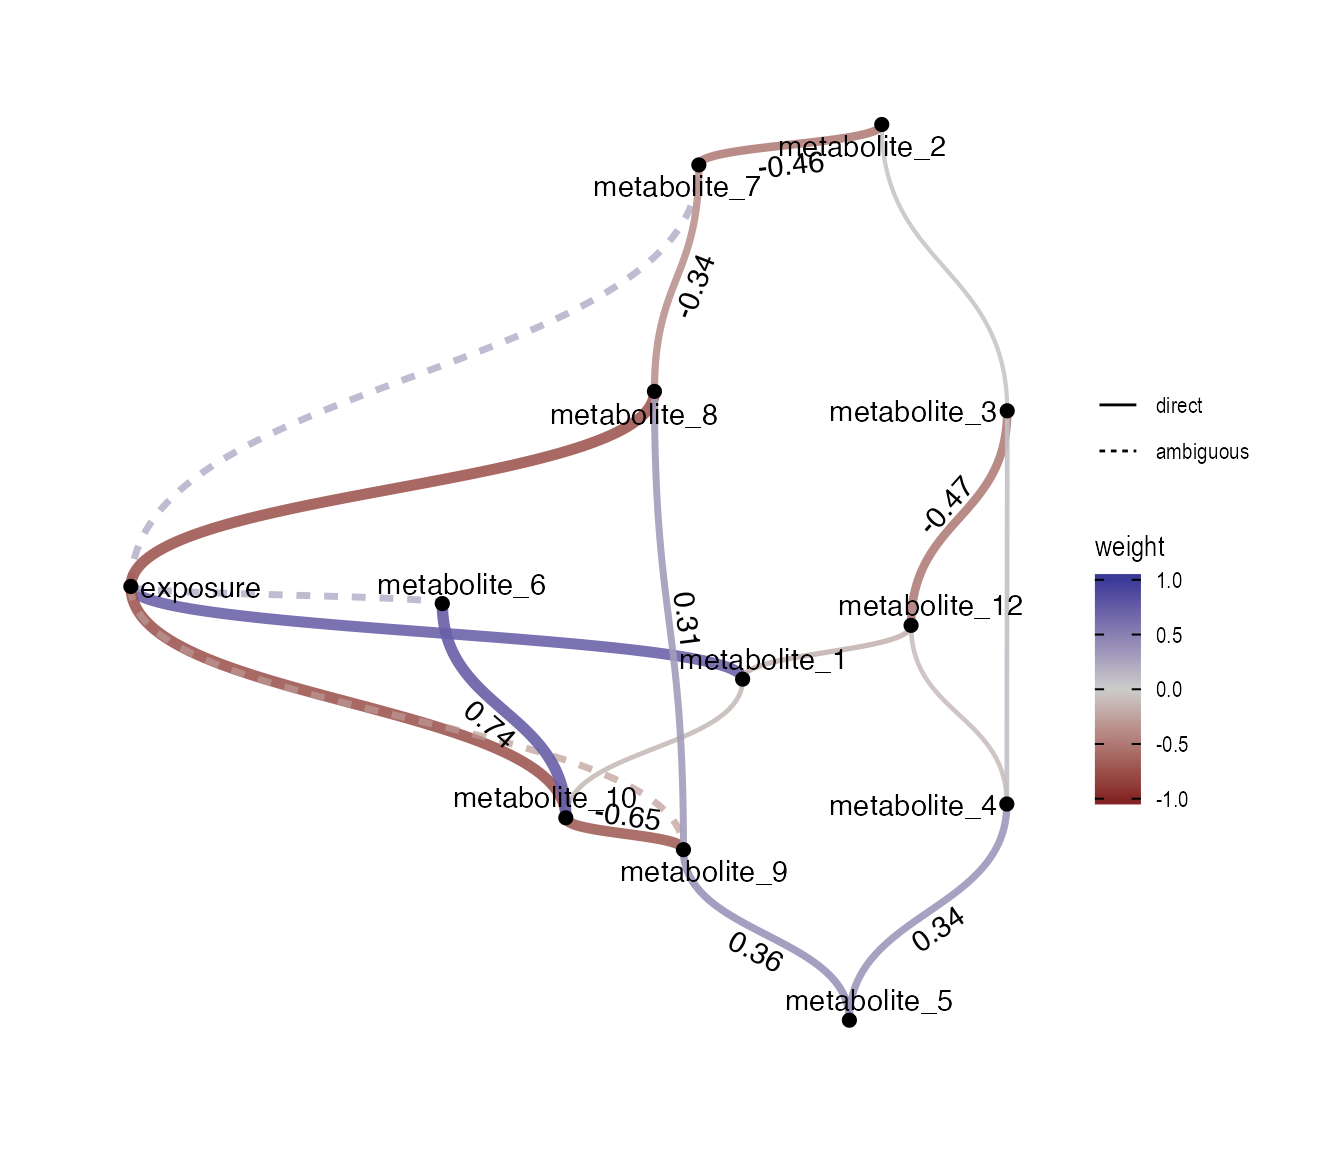 metabolite_2
-0.46
metabolite_7
-0.34
metabolite_8
metabolite_3
direct
ambiguous
-0.47
weight
1.0
0.5
0.0
-0.5
-1.0
exposure
metabolite_6
metabolite_12
0.31
metabolite_1
0.74
metabolite_10
-0.65
metabolite_4
metabolite_9
0.36
0.34
metabolite_5